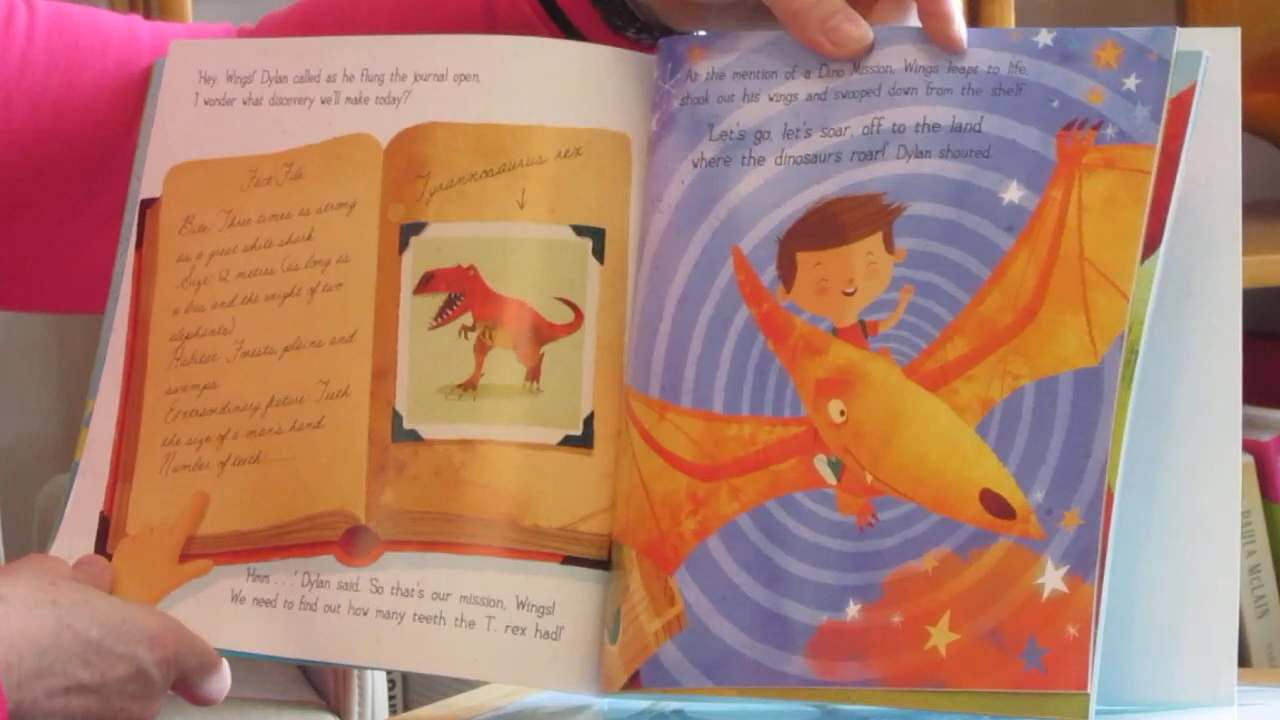 'Hey, Wings!' Dylan called as he flung the journal open,
'I wonder what discovery we'll make today?'
Fact File
Bite: Three times as strong
as a great white shark
Size: 12 metres (as long as
a bus and the weight of two
elephants)
Habitat: Forests, plains and
swamps
Extraordinary feature: Teeth
the size of a man's hand
Number of teeth:
Tyrannosaurus rex
'Hmm . . .' Dylan said. 'So that's our mission, Wings!
We need to find out how many teeth the T. rex had!'
At the mention of a Dino Mission, Wings leapt to life,
shook out his wings and swooped down from the shelf.
'Let's go, let's soar, off to the land
where the dinosaurs roar!' Dylan shouted.
PAULA McLAIN